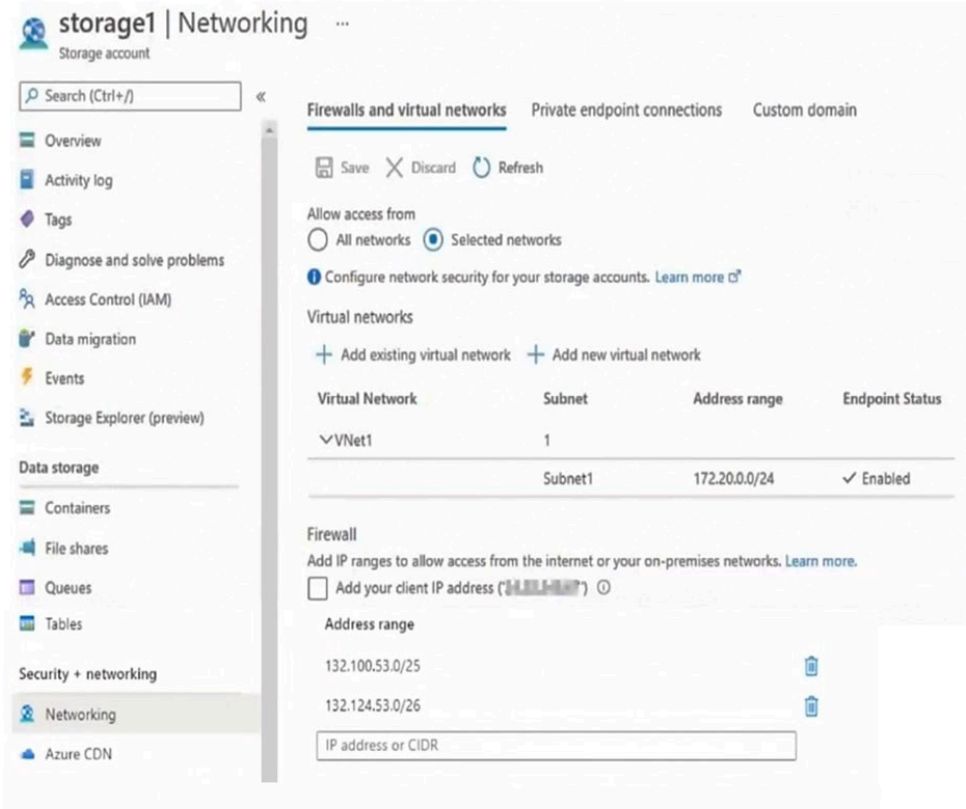 storage1 | Networking ...
Storage account
Search (Ctrl+/)
«
Overview
Activity log
Tags
Diagnose and solve problems
Access Control (IAM)
Data migration
Events
Storage Explorer (preview)
Data storage
Containers
File shares
Queues
Tables
Security + networking
Networking
Azure CDN
Firewalls and virtual networks Private endpoint connections Custom domain
Save Discard Refresh
Allow access from
All networks Selected networks
Configure network security for your storage accounts. Learn more
Virtual networks
Add existing virtual network Add new virtual network
Virtual Network Subnet Address range Endpoint Status
VNet1 1
Subnet1 172.20.0.0/24 Enabled
Firewall
Add IP ranges to allow access from the internet or your on-premises networks. Learn more.
Add your client IP address (' ')
Address range
132.100.53.0/25
132.124.53.0/26
IP address or CIDR